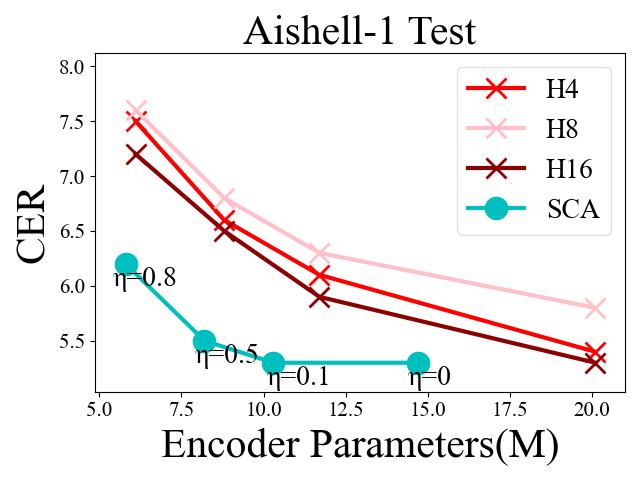 Aishell-1 Test
CER
8.0
7.5
7.0
6.5
6.0
5.5
H4
H8
H16
SCA
η=0.8
η=0.5
η=0.1
η=0
5.0 7.5 10.0 12.5 15.0 17.5 20.0
Encoder Parameters(M)